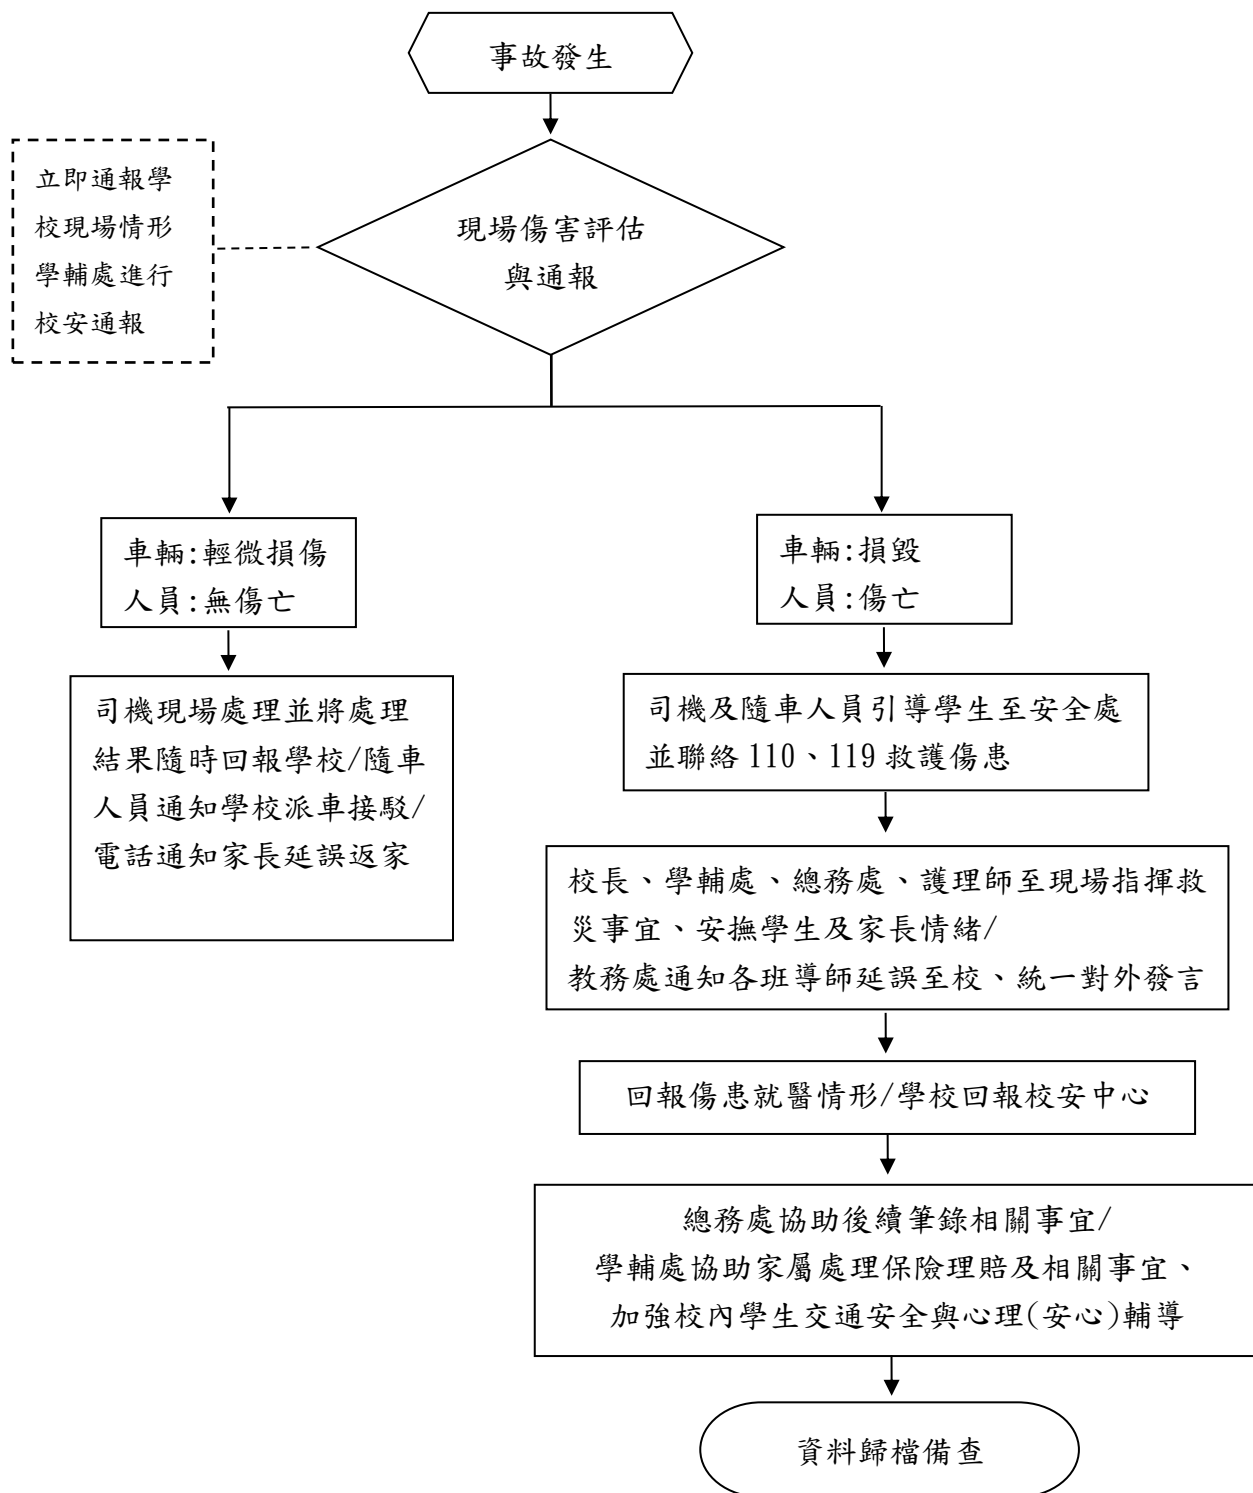 事故發生
立即通報學
校現場情形
學輔處進行
校安通報
現場傷害評估
與通報
車輛:輕微損傷
人員:無傷亡
車輛:損毀
人員:傷亡
司機現場處理並將處理
結果隨時回報學校/隨車
人員通知學校派車接駁/
電話通知家長延誤返家
司機及隨車人員引導學生至安全處
並聯絡110、119救護傷患
校長、學輔處、總務處、護理師至現場指揮救
災事宜、安撫學生及家長情緒/
教務處通知各班導師延誤至校、統一對外發言
回報傷患就醫情形/學校回報校安中心
總務處協助後續筆錄相關事宜/
學輔處協助家屬處理保險理賠及相關事宜、
加強校內學生交通安全與心理(安心)輔導
資料歸檔備查